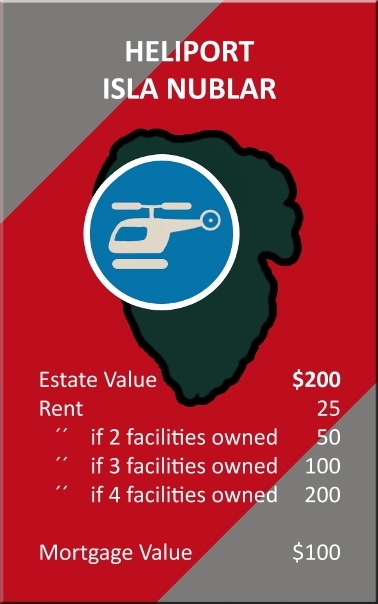 HELIPORT
ISLA NUBLAR
Estate Value $200
Rent 25
´´ if 2 facilities owned 50
´´ if 3 facilities owned 100
´´ if 4 facilities owned 200
Mortgage Value $100